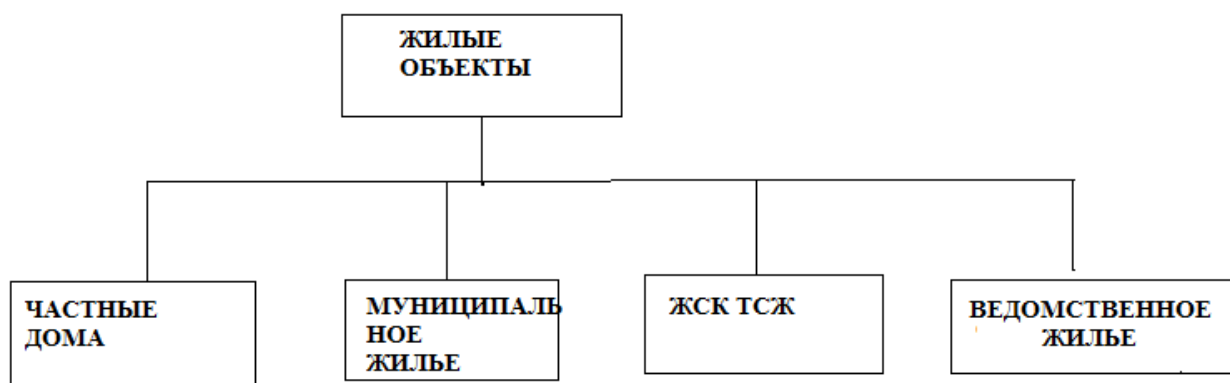 ЖИЛЫЕ
ОБЪЕКТЫ
ЧАСТНЫЕ
ДОМА
МУНИЦИПАЛЬ
НОЕ
ЖИЛЬЕ
ЖСК ТСЖ
ВЕДОМСТВЕННОЕ
ЖИЛЬЕ